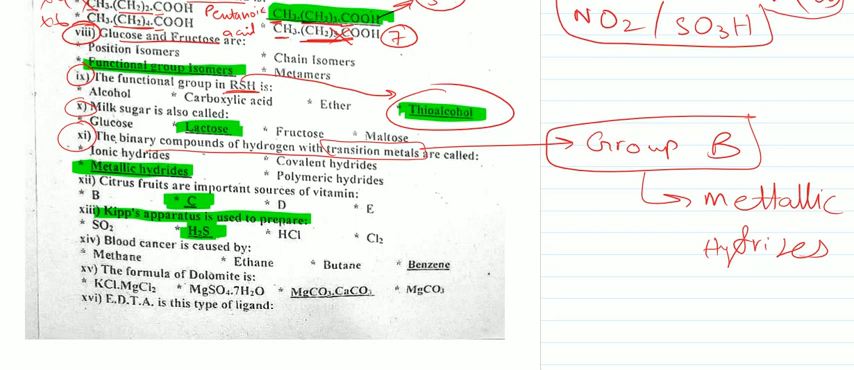 CH₃.(CH₂)₂.COOH
Pentanoic acid
* CH₃.(CH₂)₃.COOH
* CH₃.(CH₂)₄.COOH
* CH₃.(CH₂)COOH
7
viii) Glucose and Fructose are:
* Position Isomers * Chain Isomers
* Functional group Isomers * Metamers
ix) The functional group in RSH is:
* Alcohol * Carboxylic acid * Ether * Thioalcohol
x) Milk sugar is also called:
* Glucose * Lactose * Fructose * Maltose
xi) The binary compounds of hydrogen with transition metals are called:
* Ionic hydrides * Covalent hydrides
* Metallic hydrides * Polymeric hydrides
xii) Citrus fruits are important sources of vitamin:
* B * C * D * E
xiii) Kipp's apparatus is used to prepare:
* SO₂ * H₂S * HCl * Cl₂
xiv) Blood cancer is caused by:
* Methane * Ethane * Butane * Benzene
xv) The formula of Dolomite is:
* KCl.MgCl₂ * MgSO₄.7H₂O * MgCO₃.CaCO₃ * MgCO₃
xvi) E.D.T.A. is this type of ligand:
NO2 / SO3H
Group B
mettallic
Hydrizes